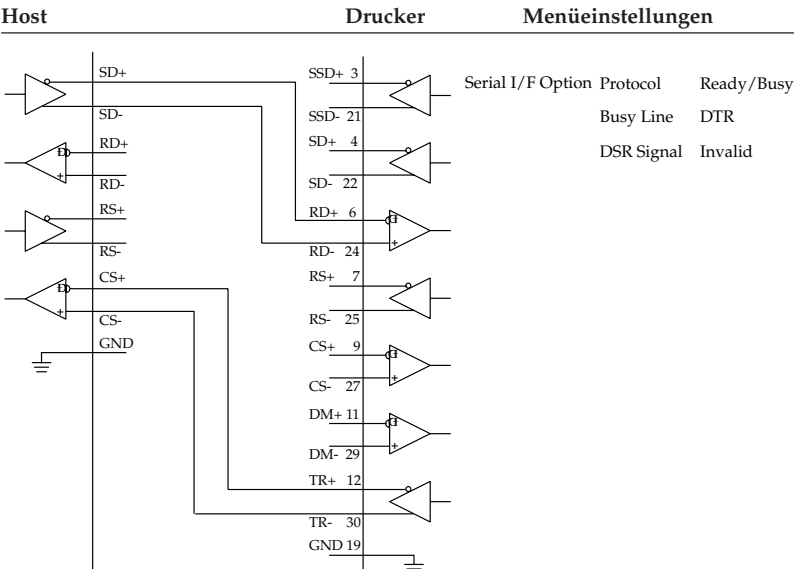 Host Drucker Menüeinstellungen
SD+
SD-
RD+
RD-
RS+
RS-
CS+
CS-
GND
SSD+ 3
SSD- 21
SD+ 4
SD- 22
RD+ 6
RD- 24
RS+ 7
RS- 25
CS+ 9
CS- 27
DM+ 11
DM- 29
TR+ 12
TR- 30
GND 19
Serial I/F Option Protocol Ready/Busy
Busy Line DTR
DSR Signal Invalid